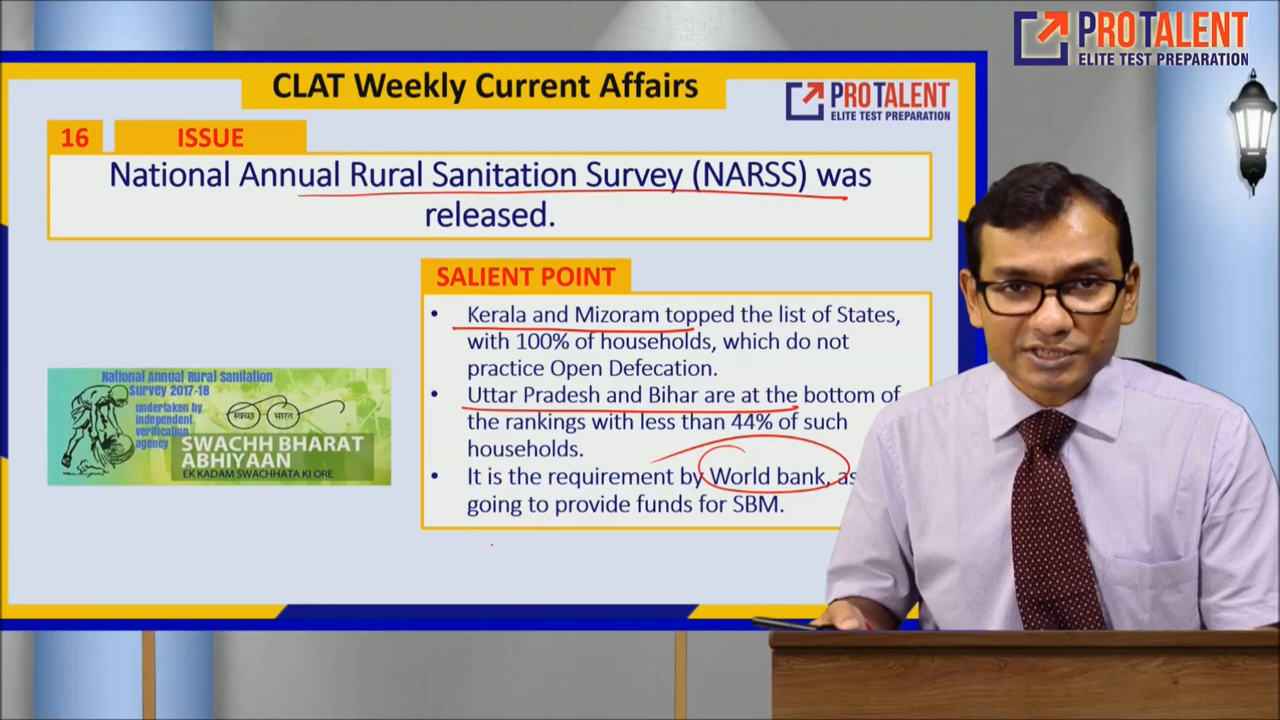 PROTALENT
ELITE TEST PREPARATION
CLAT Weekly Current Affairs
PROTALENT
ELITE TEST PREPARATION
16
ISSUE
National Annual Rural Sanitation Survey (NARSS) was
released.
SALIENT POINT
• Kerala and Mizoram topped the list of States,
with 100% of households, which do not
practice Open Defecation.
• Uttar Pradesh and Bihar are at the bottom of
the rankings with less than 44% of such
households.
• It is the requirement by World bank, as
going to provide funds for SBM.
National Annual Rural Sanitation
Survey 2017-18
undertaken by
independent
verification
agency
स्वच्छ भारत
SWACHH BHARAT
ABHIYAAN
EK KADAM SWACHHATA KI ORE